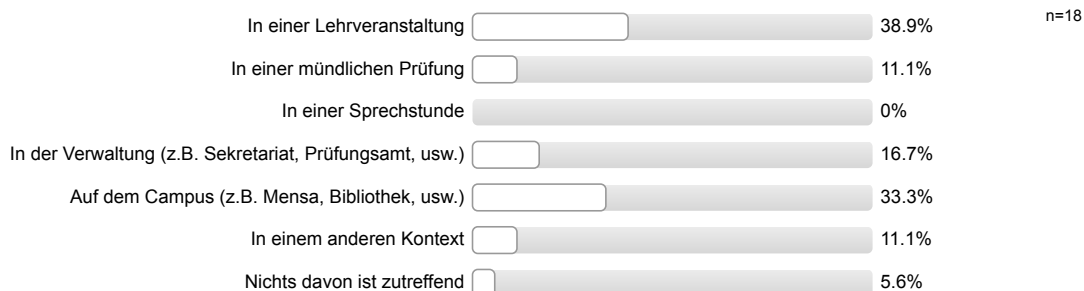 n=18
In einer Lehrveranstaltung 38.9%
In einer mündlichen Prüfung 11.1%
In einer Sprechstunde 0%
In der Verwaltung (z.B. Sekretariat, Prüfungsamt, usw.) 16.7%
Auf dem Campus (z.B. Mensa, Bibliothek, usw.) 33.3%
In einem anderen Kontext 11.1%
Nichts davon ist zutreffend 5.6%